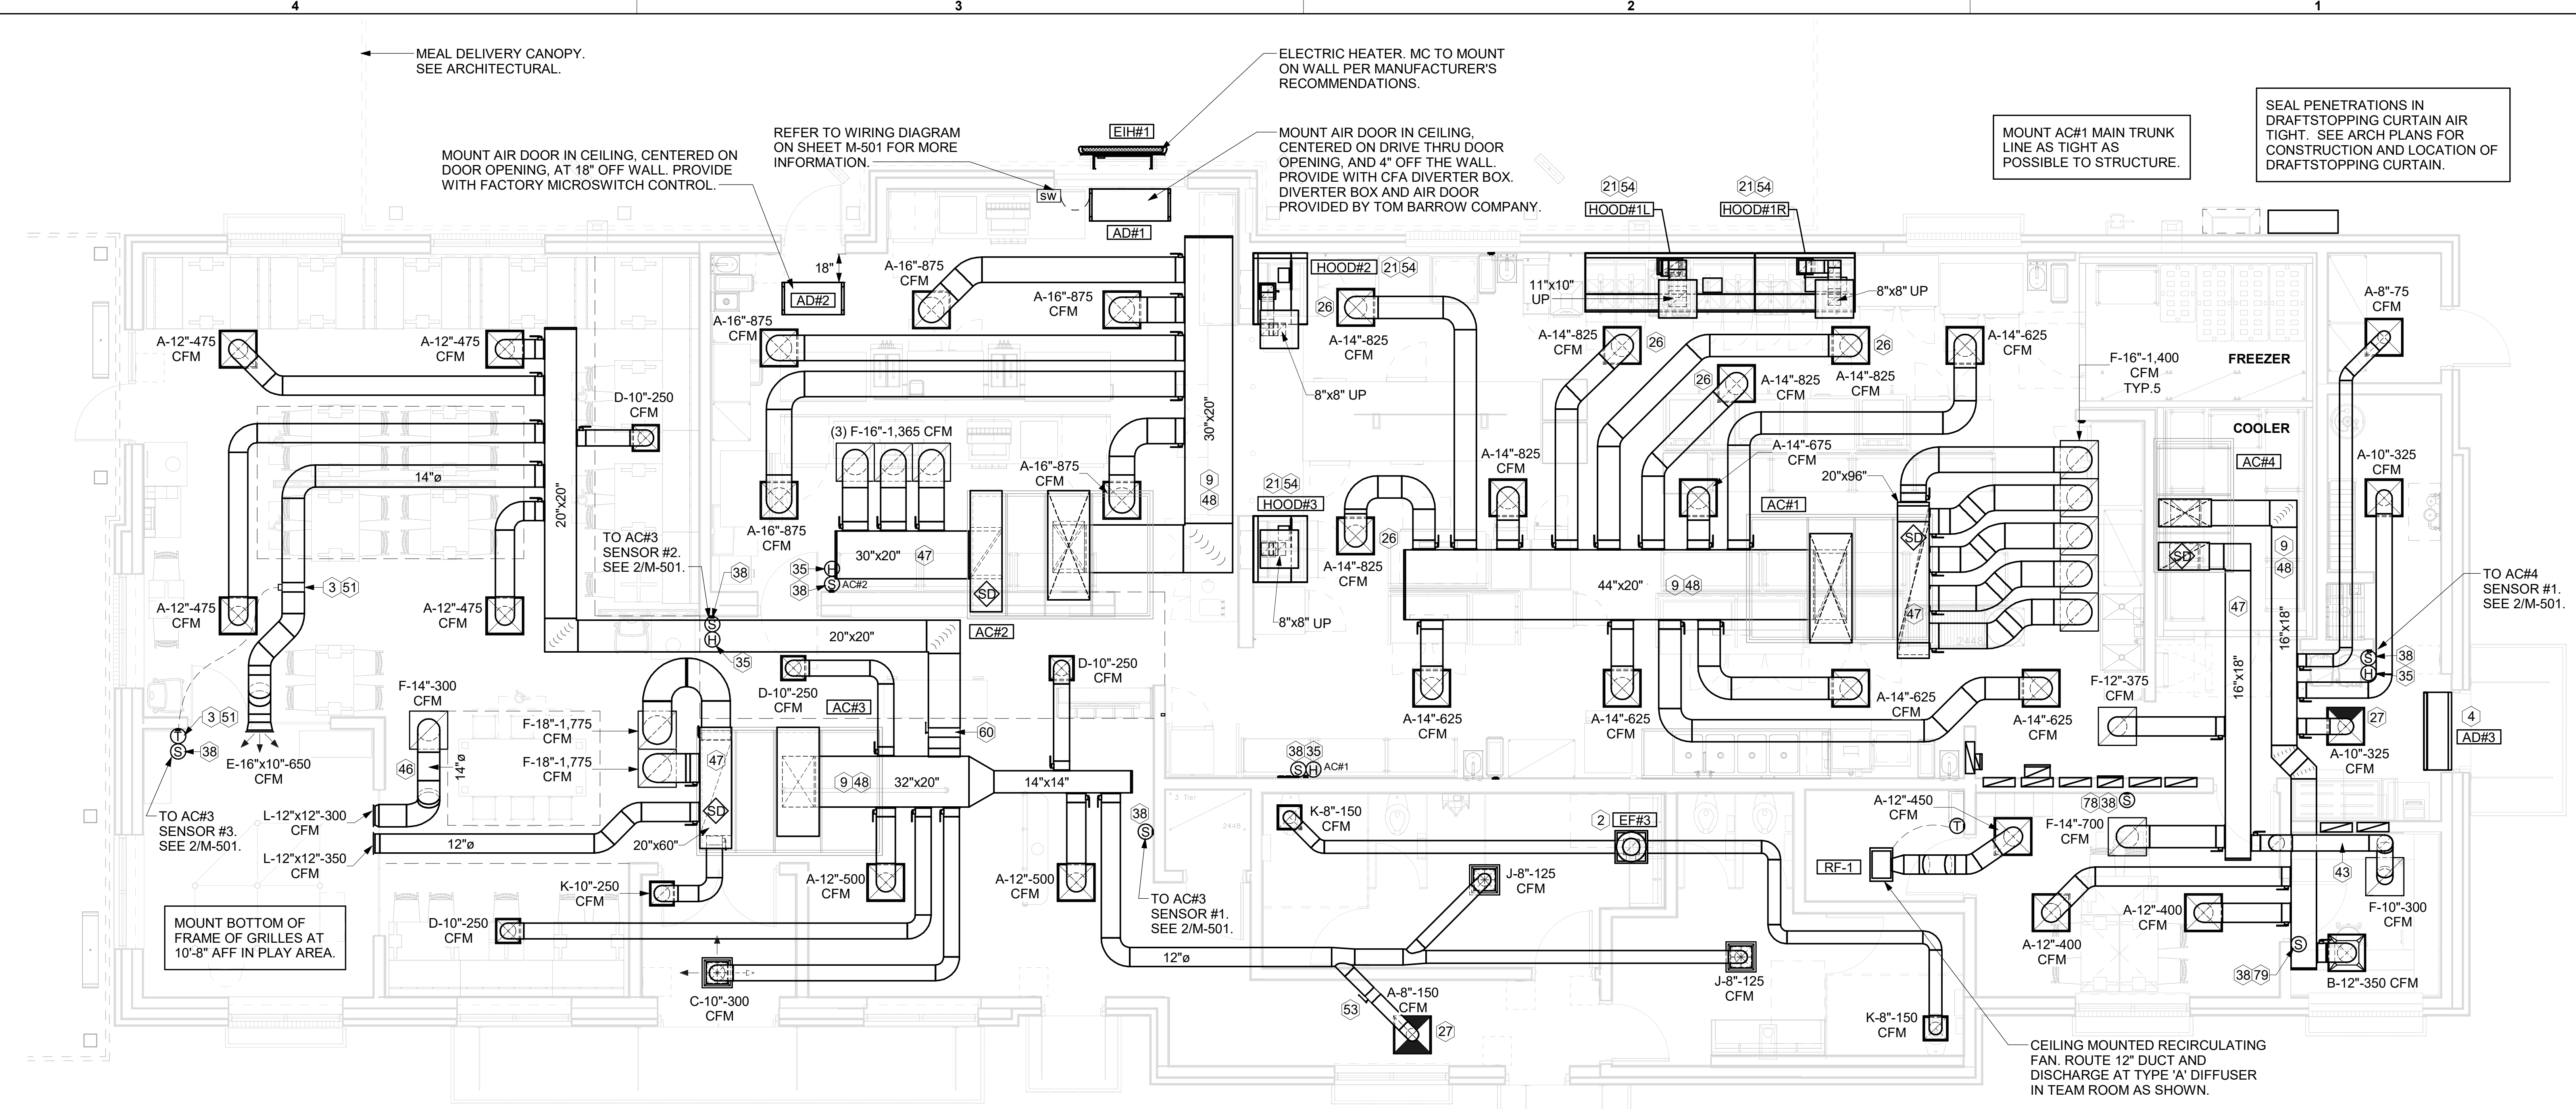 4
3
2
1
MEAL DELIVERY CANOPY.
SEE ARCHITECTURAL.
ELECTRIC HEATER. MC TO MOUNT
ON WALL PER MANUFACTURER'S
RECOMMENDATIONS.
SEAL PENETRATIONS IN
DRAFTSTOPPING CURTAIN AIR
TIGHT.  SEE ARCH PLANS FOR
CONSTRUCTION AND LOCATION OF
DRAFTSTOPPING CURTAIN.
MOUNT AC#1 MAIN TRUNK
LINE AS TIGHT AS
POSSIBLE TO STRUCTURE.
REFER TO WIRING DIAGRAM
ON SHEET M-501 FOR MORE
INFORMATION.
EIH#1
MOUNT AIR DOOR IN CEILING,
CENTERED ON DRIVE THRU DOOR
OPENING, AND 4" OFF THE WALL.
PROVIDE WITH CFA DIVERTER BOX.
DIVERTER BOX AND AIR DOOR
PROVIDED BY TOM BARROW COMPANY.
MOUNT AIR DOOR IN CEILING, CENTERED ON
DOOR OPENING, AT 18" OFF WALL. PROVIDE
WITH FACTORY MICROSWITCH CONTROL.
SW
AD#1
21 54
HOOD#1L
21 54
HOOD#1R
18"
AD#2
A-16"-875
CFM
A-16"-875
CFM
A-16"-875
CFM
HOOD#2
21 54
26
A-14"-825
CFM
11"x10"
UP
8"x8" UP
A-14"-825
CFM
26
26
A-14"-825
CFM
26
A-14"-825
CFM
A-14"-625
CFM
F-16"-1,400
CFM
TYP.5
FREEZER
COOLER
A-8"-75
CFM
A-12"-475
CFM
A-12"-475
CFM
D-10"-250
CFM
8"x8" UP
30"x20"
9
48
(3) F-16"-1,365 CFM
A-16"-875
CFM
A-16"-875
CFM
30"x20"
47
14"ø
20"x20"
TO AC#3
SENSOR #2.
SEE 2/M-501.
38
35
H
38
S
AC#2
SD
AC#2
21 54
HOOD#3
8"x8" UP
A-14"-825
CFM
26
A-14"-825
CFM
A-14"-675
CFM
20"x96"
AC#1
SD
47
44"x20"
9 48
2448
AC#4
SD
47
9
48
16"x18"
16"x18"
A-10"-325
CFM
TO AC#4
SENSOR #1.
SEE 2/M-501.
S
38
H
35
3 51
A-12"-475
CFM
A-12"-475
CFM
S
H
35
20"x20"
D-10"-250
CFM
AC#3
D-10"-250
CFM
60
A-14"-625
CFM
A-14"-625
CFM
A-14"-625
CFM
A-14"-625
CFM
F-12"-375
CFM
27
A-10"-325
CFM
4
AD#3
3 51
T
S
38
E-16"x10"-650
CFM
F-14"-300
CFM
46
14"ø
F-18"-1,775
CFM
F-18"-1,775
CFM
47
SD
20"x60"
9 48
32"x20"
14"x14"
38 35
S H AC#1
TO AC#3
SENSOR #3.
SEE 2/M-501.
L-12"x12"-300
CFM
L-12"x12"-350
CFM
12"ø
K-10"-250
CFM
A-12"-500
CFM
A-12"-500
CFM
38
S
3 Tier
2448
TO AC#3
SENSOR #1.
SEE 2/M-501.
K-8"-150
CFM
2
EF#3
J-8"-125
CFM
A-12"-450
CFM
T
RF-1
78 38 S
F-14"-700
CFM
43
F-10"-300
CFM
MOUNT BOTTOM OF
FRAME OF GRILLES AT
10'-8" AFF IN PLAY AREA.
D-10"-250
CFM
C-10"-300
CFM
12"ø
53
A-8"-150
CFM
27
J-8"-125
CFM
K-8"-150
CFM
A-12"-400
CFM
A-12"-400
CFM
S
38 79
B-12"-350 CFM
CEILING MOUNTED RECIRCULATING
FAN. ROUTE 12" DUCT AND
DISCHARGE AT TYPE 'A' DIFFUSER
IN TEAM ROOM AS SHOWN.